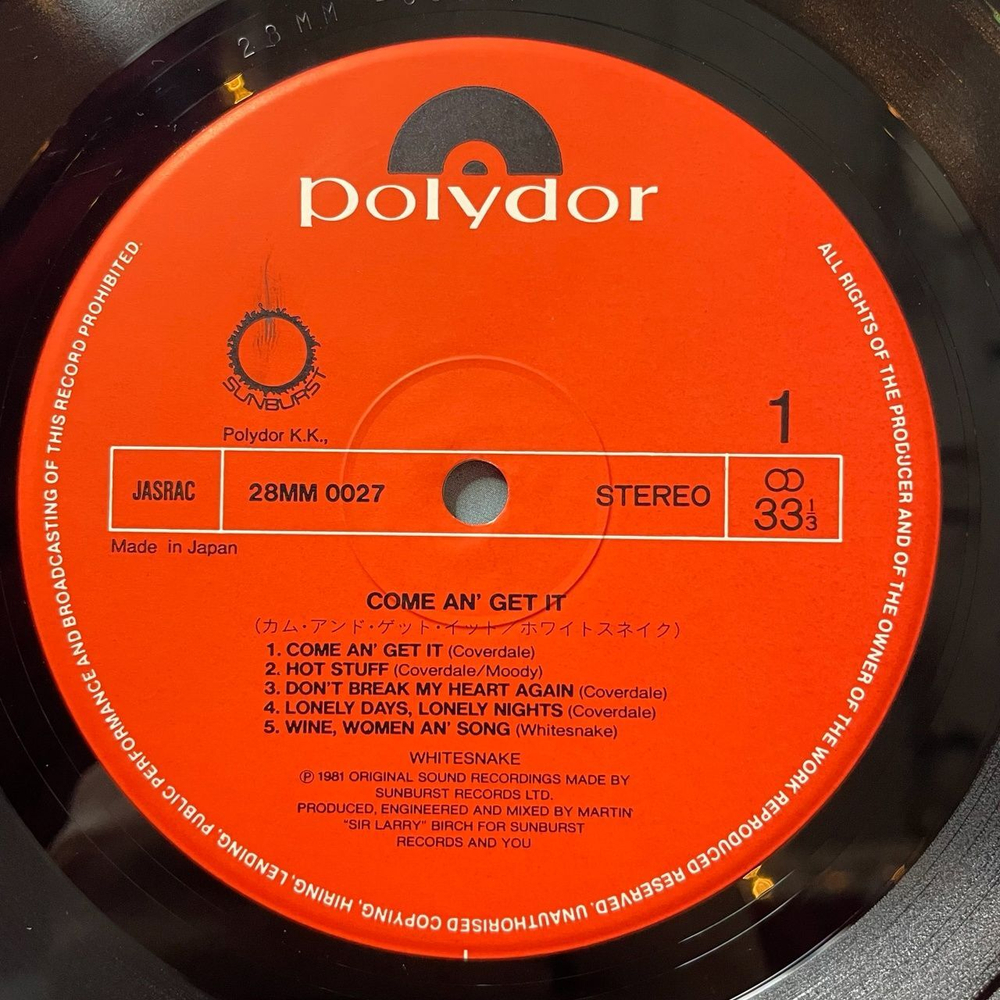 28MM
polydor
SUNBURST
Polydor K.K.,
1
JASRAC
28MM 0027
STEREO
33 1/3
Made in Japan
COME AN' GET IT
(カム・アンド・ゲット・イット/ホワイトスネイク)
1. COME AN' GET IT (Coverdale)
2. HOT STUFF (Coverdale/Moody)
3. DON'T BREAK MY HEART AGAIN (Coverdale)
4. LONELY DAYS, LONELY NIGHTS (Coverdale)
5. WINE, WOMEN AN' SONG (Whitesnake)
WHITESNAKE
Ⓟ 1981 ORIGINAL SOUND RECORDINGS MADE BY
SUNBURST RECORDS LTD.
PRODUCED, ENGINEERED AND MIXED BY MARTIN
"SIR LARRY" BIRCH FOR SUNBURST
RECORDS AND YOU
ALL RIGHTS OF THE PRODUCER AND OF THE OWNER OF THE WORK REPRODUCED RESERVED. UNAUTHORISED COPYING, HIRING, LENDING, PUBLIC PERFORMANCE AND BROADCASTING OF THIS RECORD PROHIBITED.